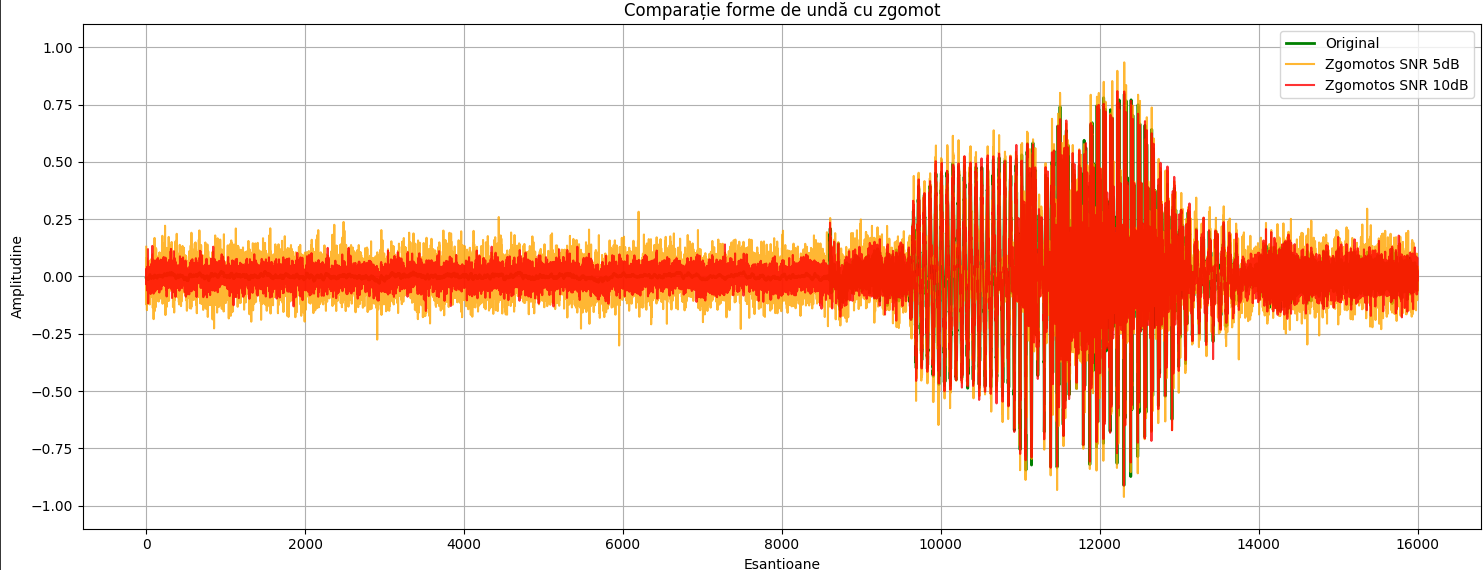 Comparație forme de undă cu zgomot
Original
Zgomotos SNR 5dB
Zgomotos SNR 10dB
Amplitudine
1.00
0.75
0.50
0.25
0.00
−0.25
−0.50
−0.75
−1.00
0 2000 4000 6000 8000 10000 12000 14000 16000
Esantioane